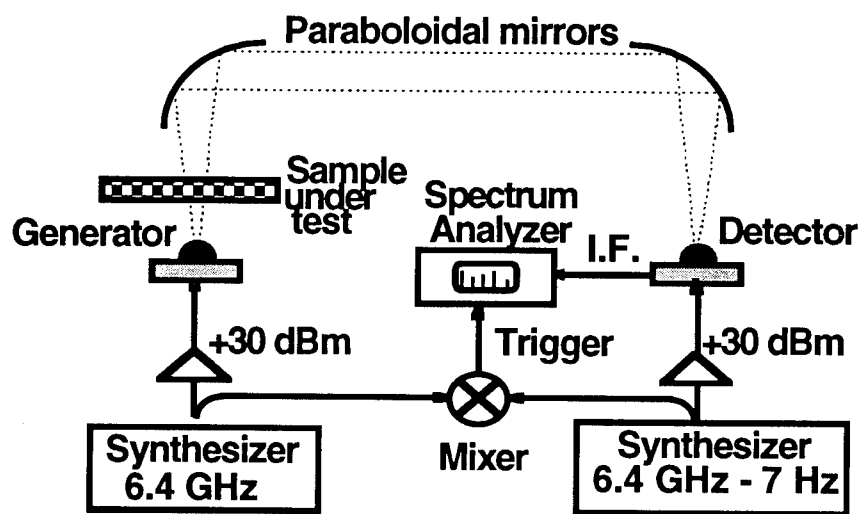 Paraboloidal mirrors
Sample
under
test
Generator
Spectrum
Analyzer
I.F.
Detector
+30 dBm
Trigger
+30 dBm
Mixer
Synthesizer
6.4 GHz
Synthesizer
6.4 GHz - 7 Hz